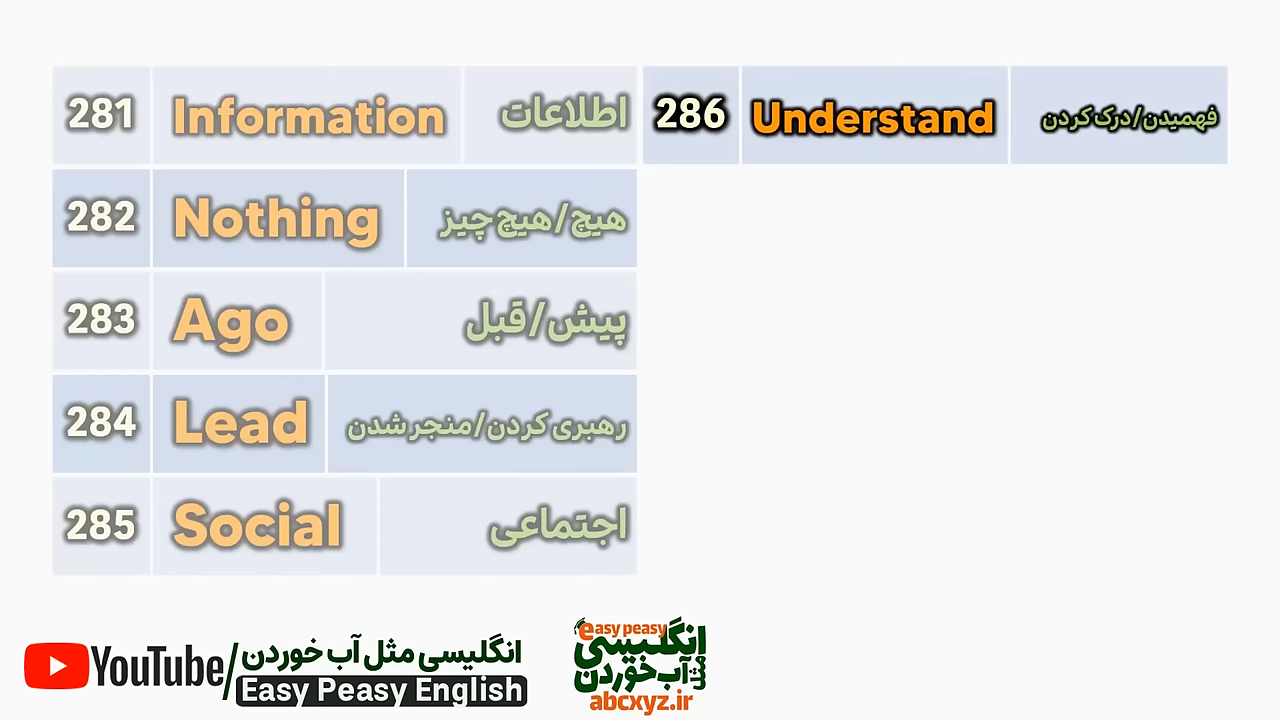 281 Information اطلاعات
282 Nothing هیچ/هیچ چیز
283 Ago پیش/قبل
284 Lead رهبری کردن/منجر شدن
285 Social اجتماعی
286 Understand فهمیدن/درک کردن
YouTube/انگلیسی مثل آب خوردن
Easy Peasy English
easy peasy
انگلیسی
مثل آب خوردن
abcxyz.ir